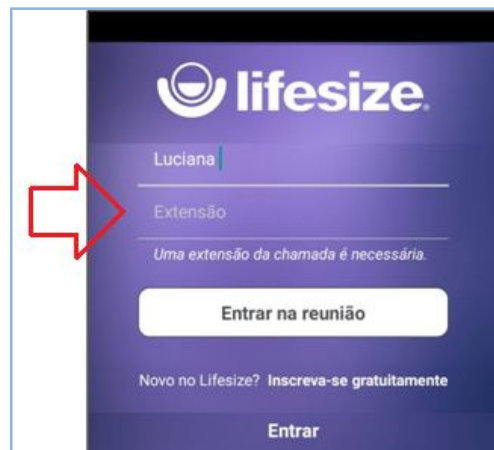 lifesize.
Luciana
Extensão
Uma extensão da chamada é necessária.
Entrar na reunião
Novo no Lifesize? Inscreva-se gratuitamente
Entrar